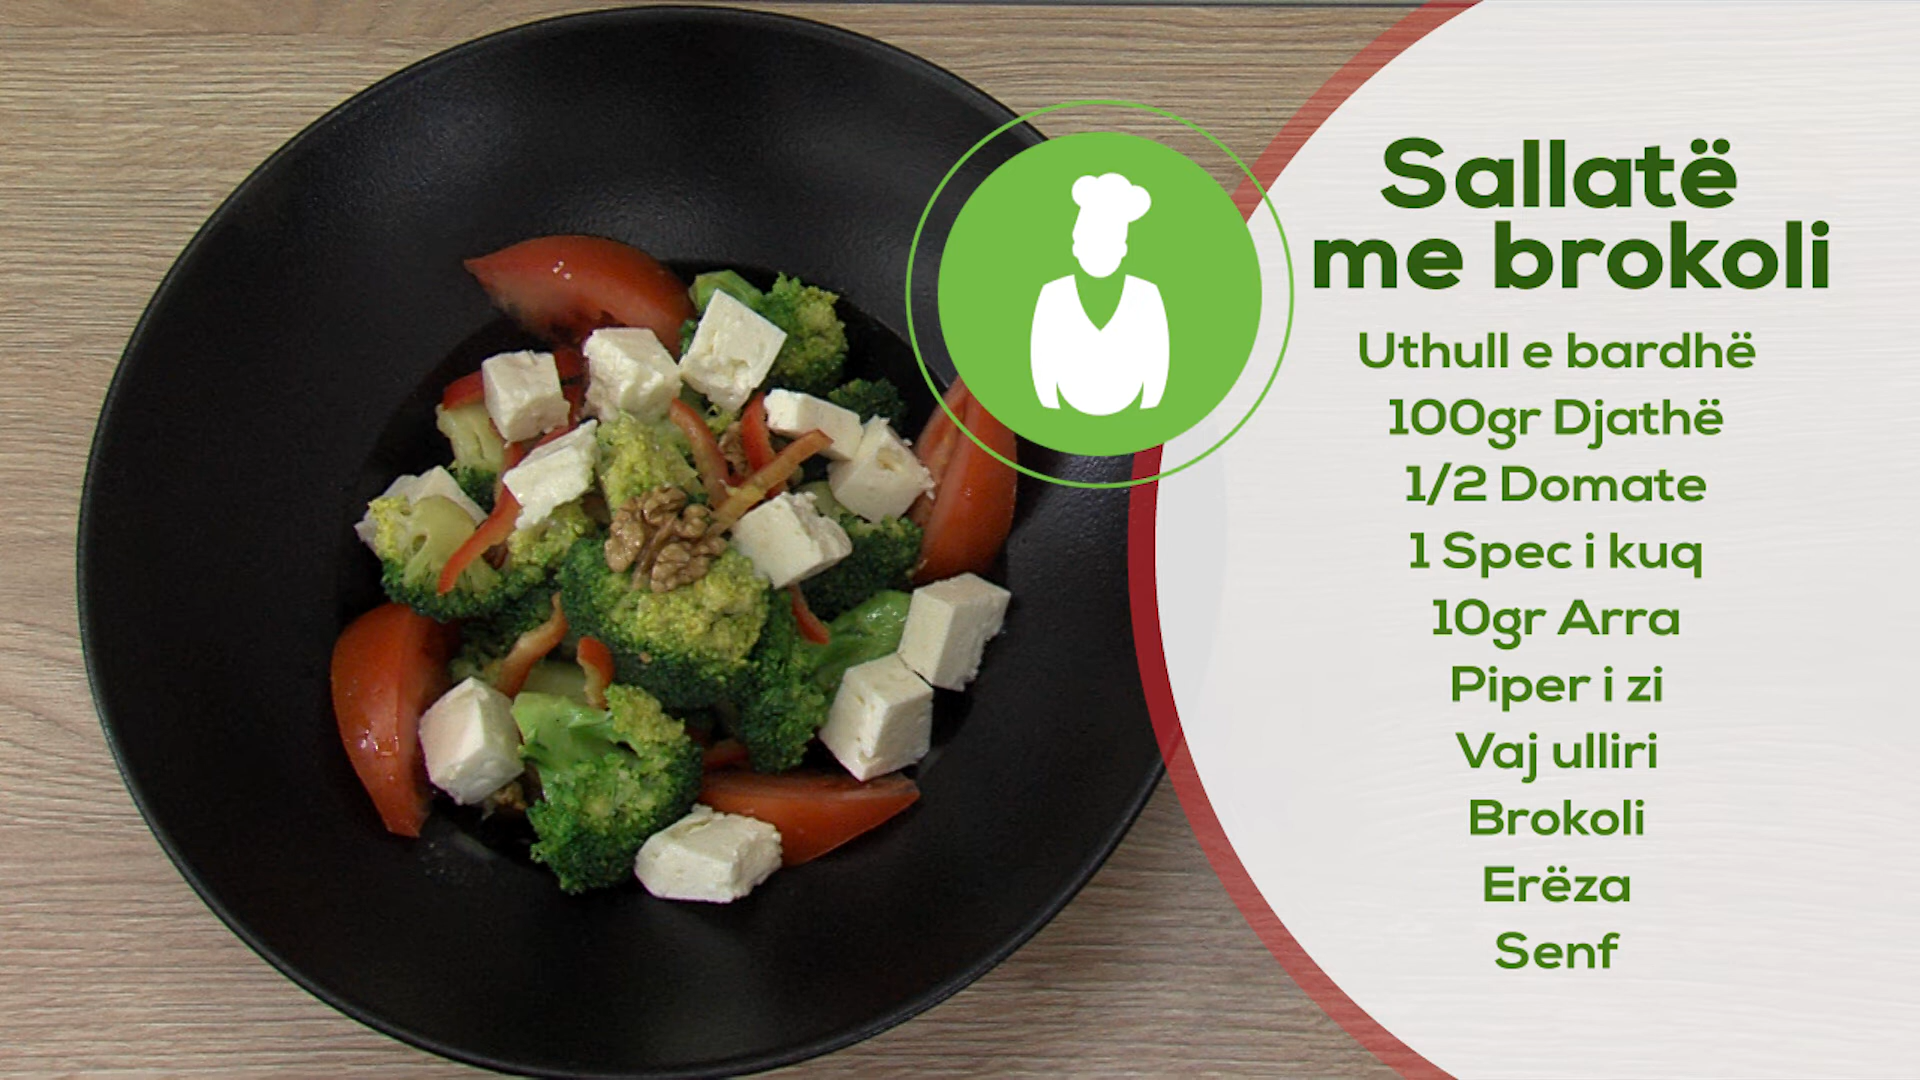 Sallatë
me brokoli
Uthull e bardhë
100gr Djathë
1/2 Domate
1 Spec i kuq
10gr Arra
Piper i zi
Vaj ulliri
Brokoli
Erëza
Senf